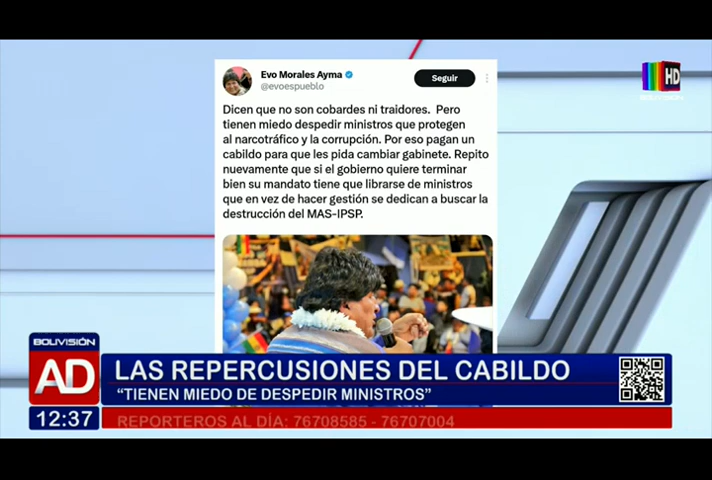 Evo Morales Ayma
@evoespueblo
Seguir
Dicen que no son cobardes ni traidores. Pero
tienen miedo despedir ministros que protegen
al narcotráfico y la corrupción. Por eso pagan un
cabildo para que les pida cambiar gabinete. Repito
nuevamente que si el gobierno quiere terminar
bien su mandato tiene que librarse de ministros
que en vez de hacer gestión se dedican a buscar la
destrucción del MAS-IPSP.
HD
BOLIVISIÓN
BOLIVISIÓN
AD
12:37
LAS REPERCUSIONES DEL CABILDO
“TIENEN MIEDO DE DESPEDIR MINISTROS”
REPORTEROS AL DÍA: 76708585 - 76707004